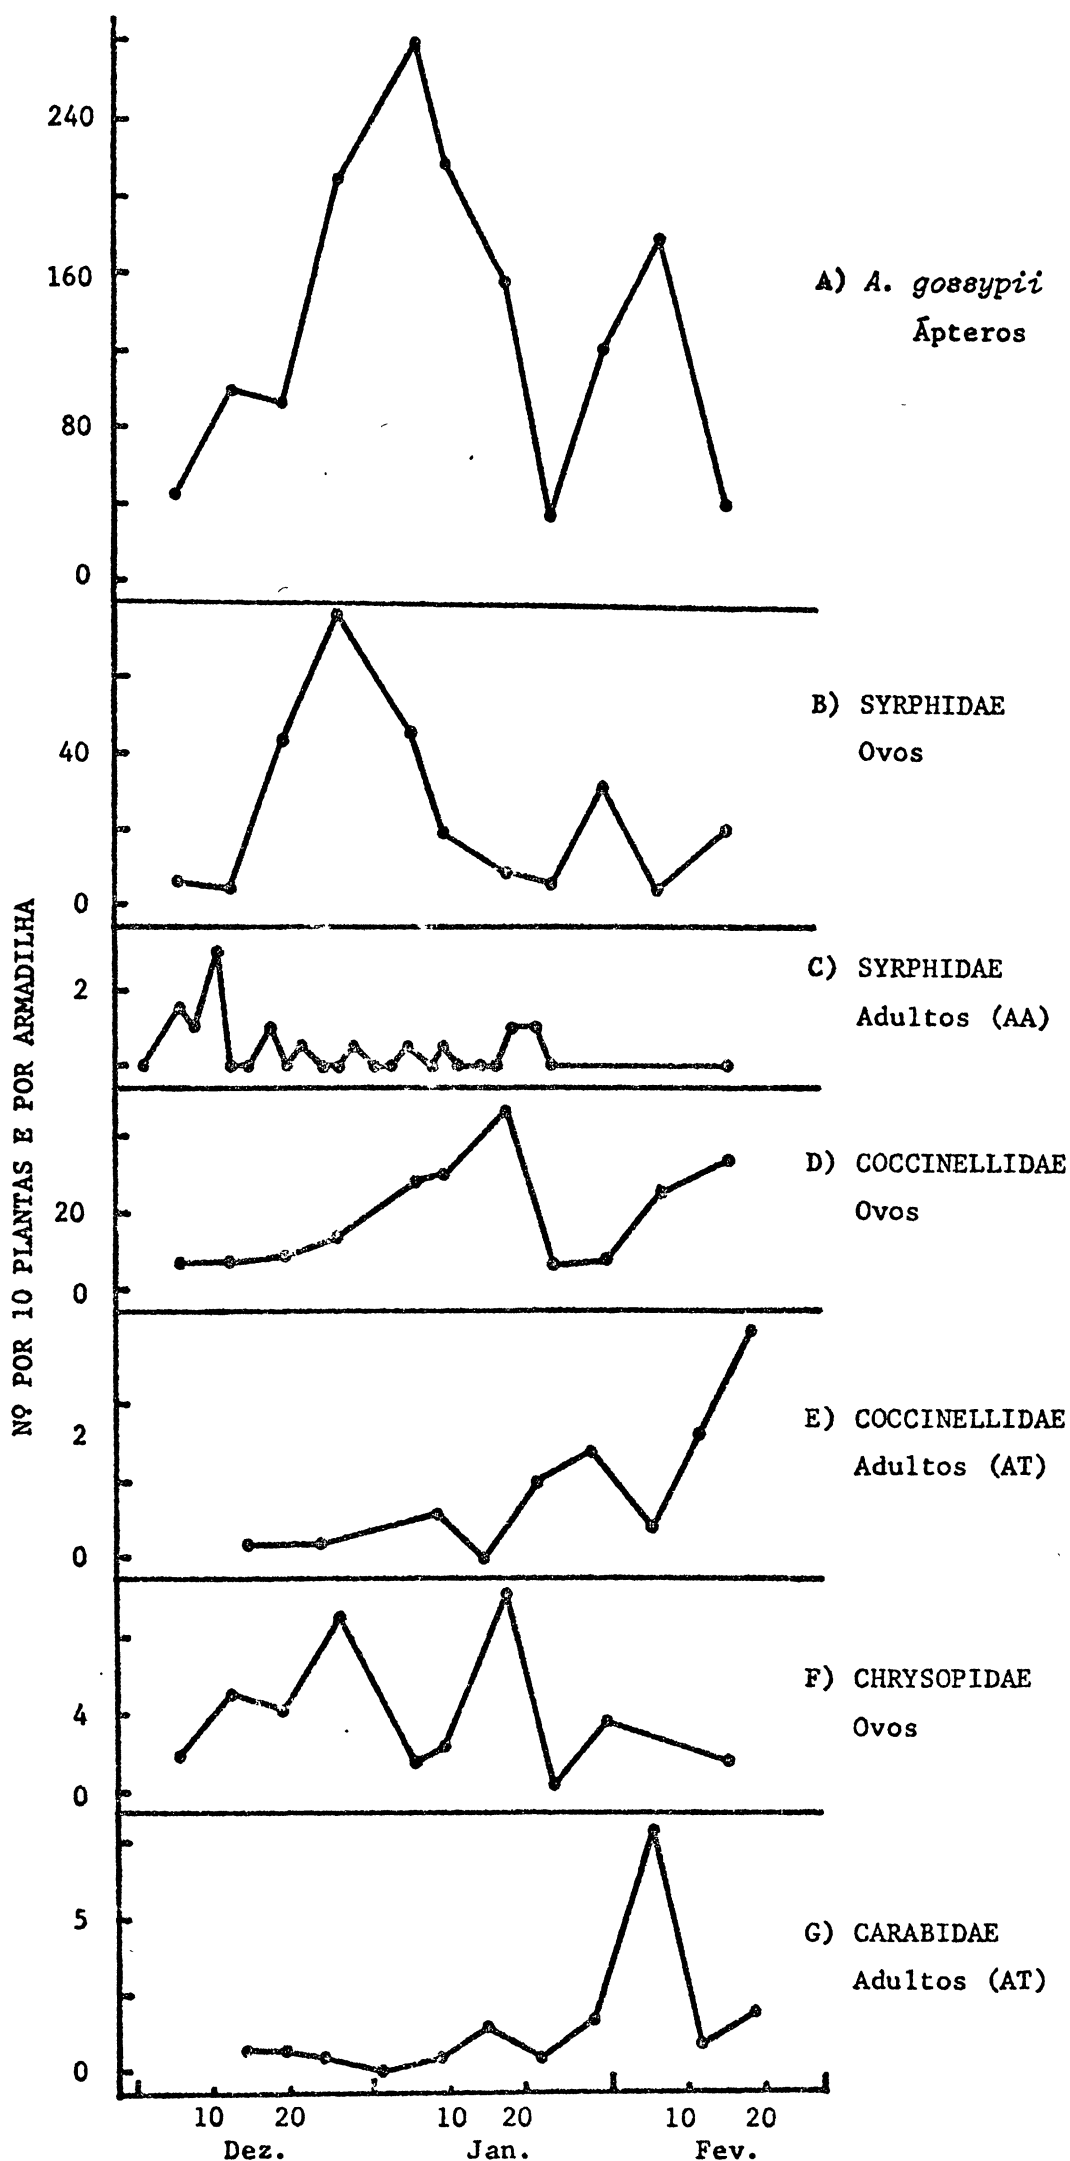 240
160
80
0
A) A. gossypii
Ápteros
40
0
B) SYRPHIDAE
Ovos
2
C) SYRPHIDAE
Adultos (AA)
20
0
D) COCCINELLIDAE
Ovos
2
0
E) COCCINELLIDAE
Adultos (AT)
4
0
F) CHRYSOPIDAE
Ovos
5
0
G) CARABIDAE
Adultos (AT)
Nº POR 10 PLANTAS E POR ARMADILHA
10 20 10 20 10 20
Dez. Jan. Fev.